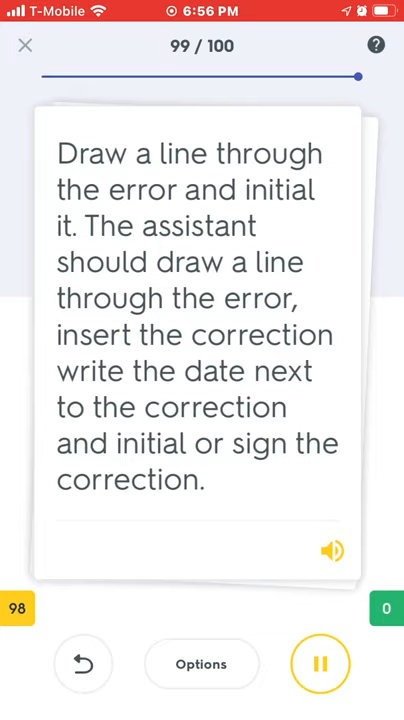 T-Mobile 6:56 PM
99 / 100
?
Draw a line through
the error and initial
it. The assistant
should draw a line
through the error,
insert the correction
write the date next
to the correction
and initial or sign the
correction.
98
0
Options